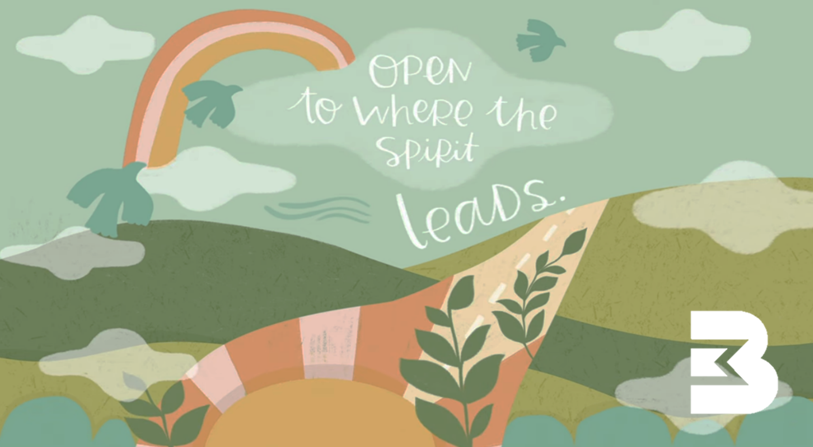 OPEN
to WHERE the
SPIRIT
leads.
B